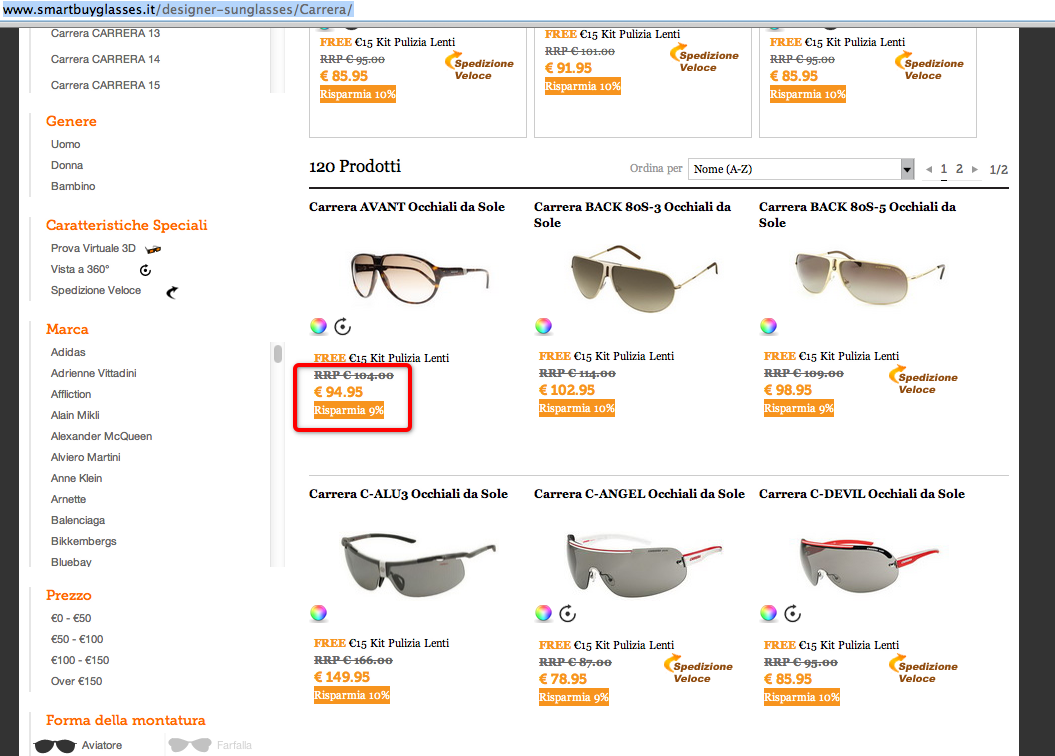 www.smartbuyglasses.it/designer-sunglasses/Carrera/
Carrera CARRERA 13
Carrera CARRERA 14
Carrera CARRERA 15
Genere
Uomo
Donna
Bambino
Caratteristiche Speciali
Prova Virtuale 3D
Vista a 360°
Spedizione Veloce
Marca
Adidas
Adrienne Vittadini
Affliction
Alain Mikli
Alexander McQueen
Alviero Martini
Anne Klein
Arnette
Balenciaga
Bikkembergs
Bluebay
Prezzo
€0 - €50
€50 - €100
€100 - €150
Over €150
Forma della montatura
Aviatore
Farfalla
FREE €15 Kit Pulizia Lenti
RRP € 95.00
€ 85.95
Risparmia 10%
Spedizione
Veloce
FREE €15 Kit Pulizia Lenti
RRP € 101.00
€ 91.95
Risparmia 10%
Spedizione
Veloce
FREE €15 Kit Pulizia Lenti
RRP € 95.00
€ 85.95
Risparmia 10%
Spedizione
Veloce
120 Prodotti
Ordina per Nome (A-Z) 1 2 1/2
Carrera AVANT Occhiali da Sole
FREE €15 Kit Pulizia Lenti
RRP € 104.00
€ 94.95
Risparmia 9%
Carrera BACK 80S-3 Occhiali da
Sole
FREE €15 Kit Pulizia Lenti
RRP € 114.00
€ 102.95
Risparmia 10%
Carrera BACK 80S-5 Occhiali da
Sole
FREE €15 Kit Pulizia Lenti
RRP € 109.00
€ 98.95
Risparmia 9%
Spedizione
Veloce
Carrera C-ALU3 Occhiali da Sole
FREE €15 Kit Pulizia Lenti
RRP € 166.00
€ 149.95
Risparmia 10%
Carrera C-ANGEL Occhiali da Sole
FREE €15 Kit Pulizia Lenti
RRP € 87.00
€ 78.95
Risparmia 9%
Spedizione
Veloce
Carrera C-DEVIL Occhiali da Sole
FREE €15 Kit Pulizia Lenti
RRP € 95.00
€ 85.95
Risparmia 10%
Spedizione
Veloce